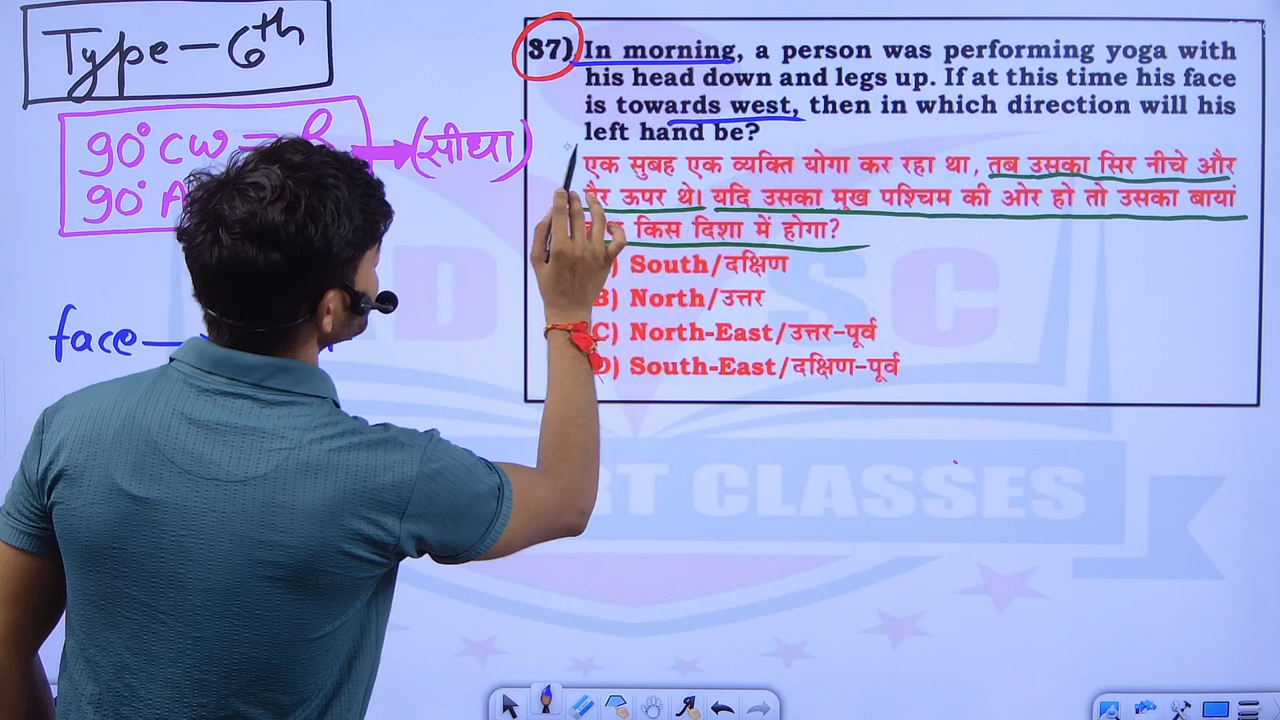 Type - 6th
90° CW =
90° A
(सीधा)
face
37) In morning, a person was performing yoga with
his head down and legs up. If at this time his face
is towards west, then in which direction will his
left hand be?
एक सुबह एक व्यक्ति योगा कर रहा था, तब उसका सिर नीचे और
ऊपर थे। यदि उसका मुख पश्चिम की ओर हो तो उसका बायां
किस दिशा में होगा?
South/दक्षिण
B) North/उत्तर
C) North-East/उत्तर-पूर्व
D) South-East/दक्षिण-पूर्व
CLASSES